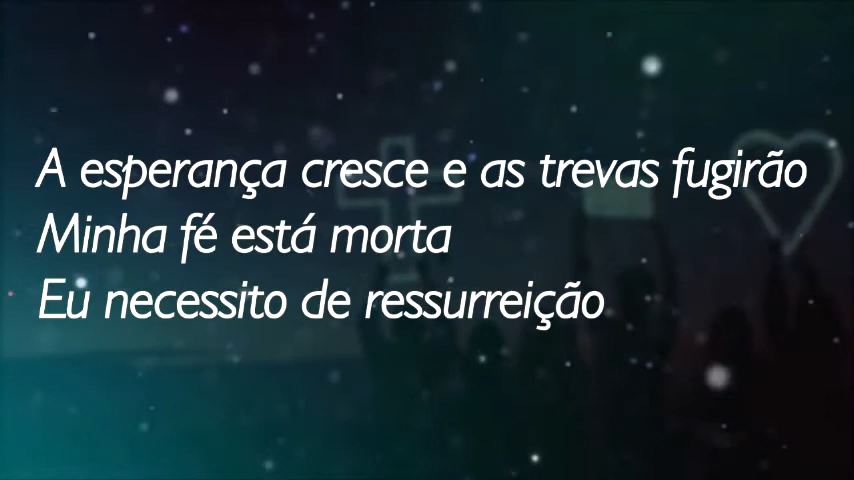 A esperança cresce e as trevas fugirão
Minha fé está morta
Eu necessito de ressurreição